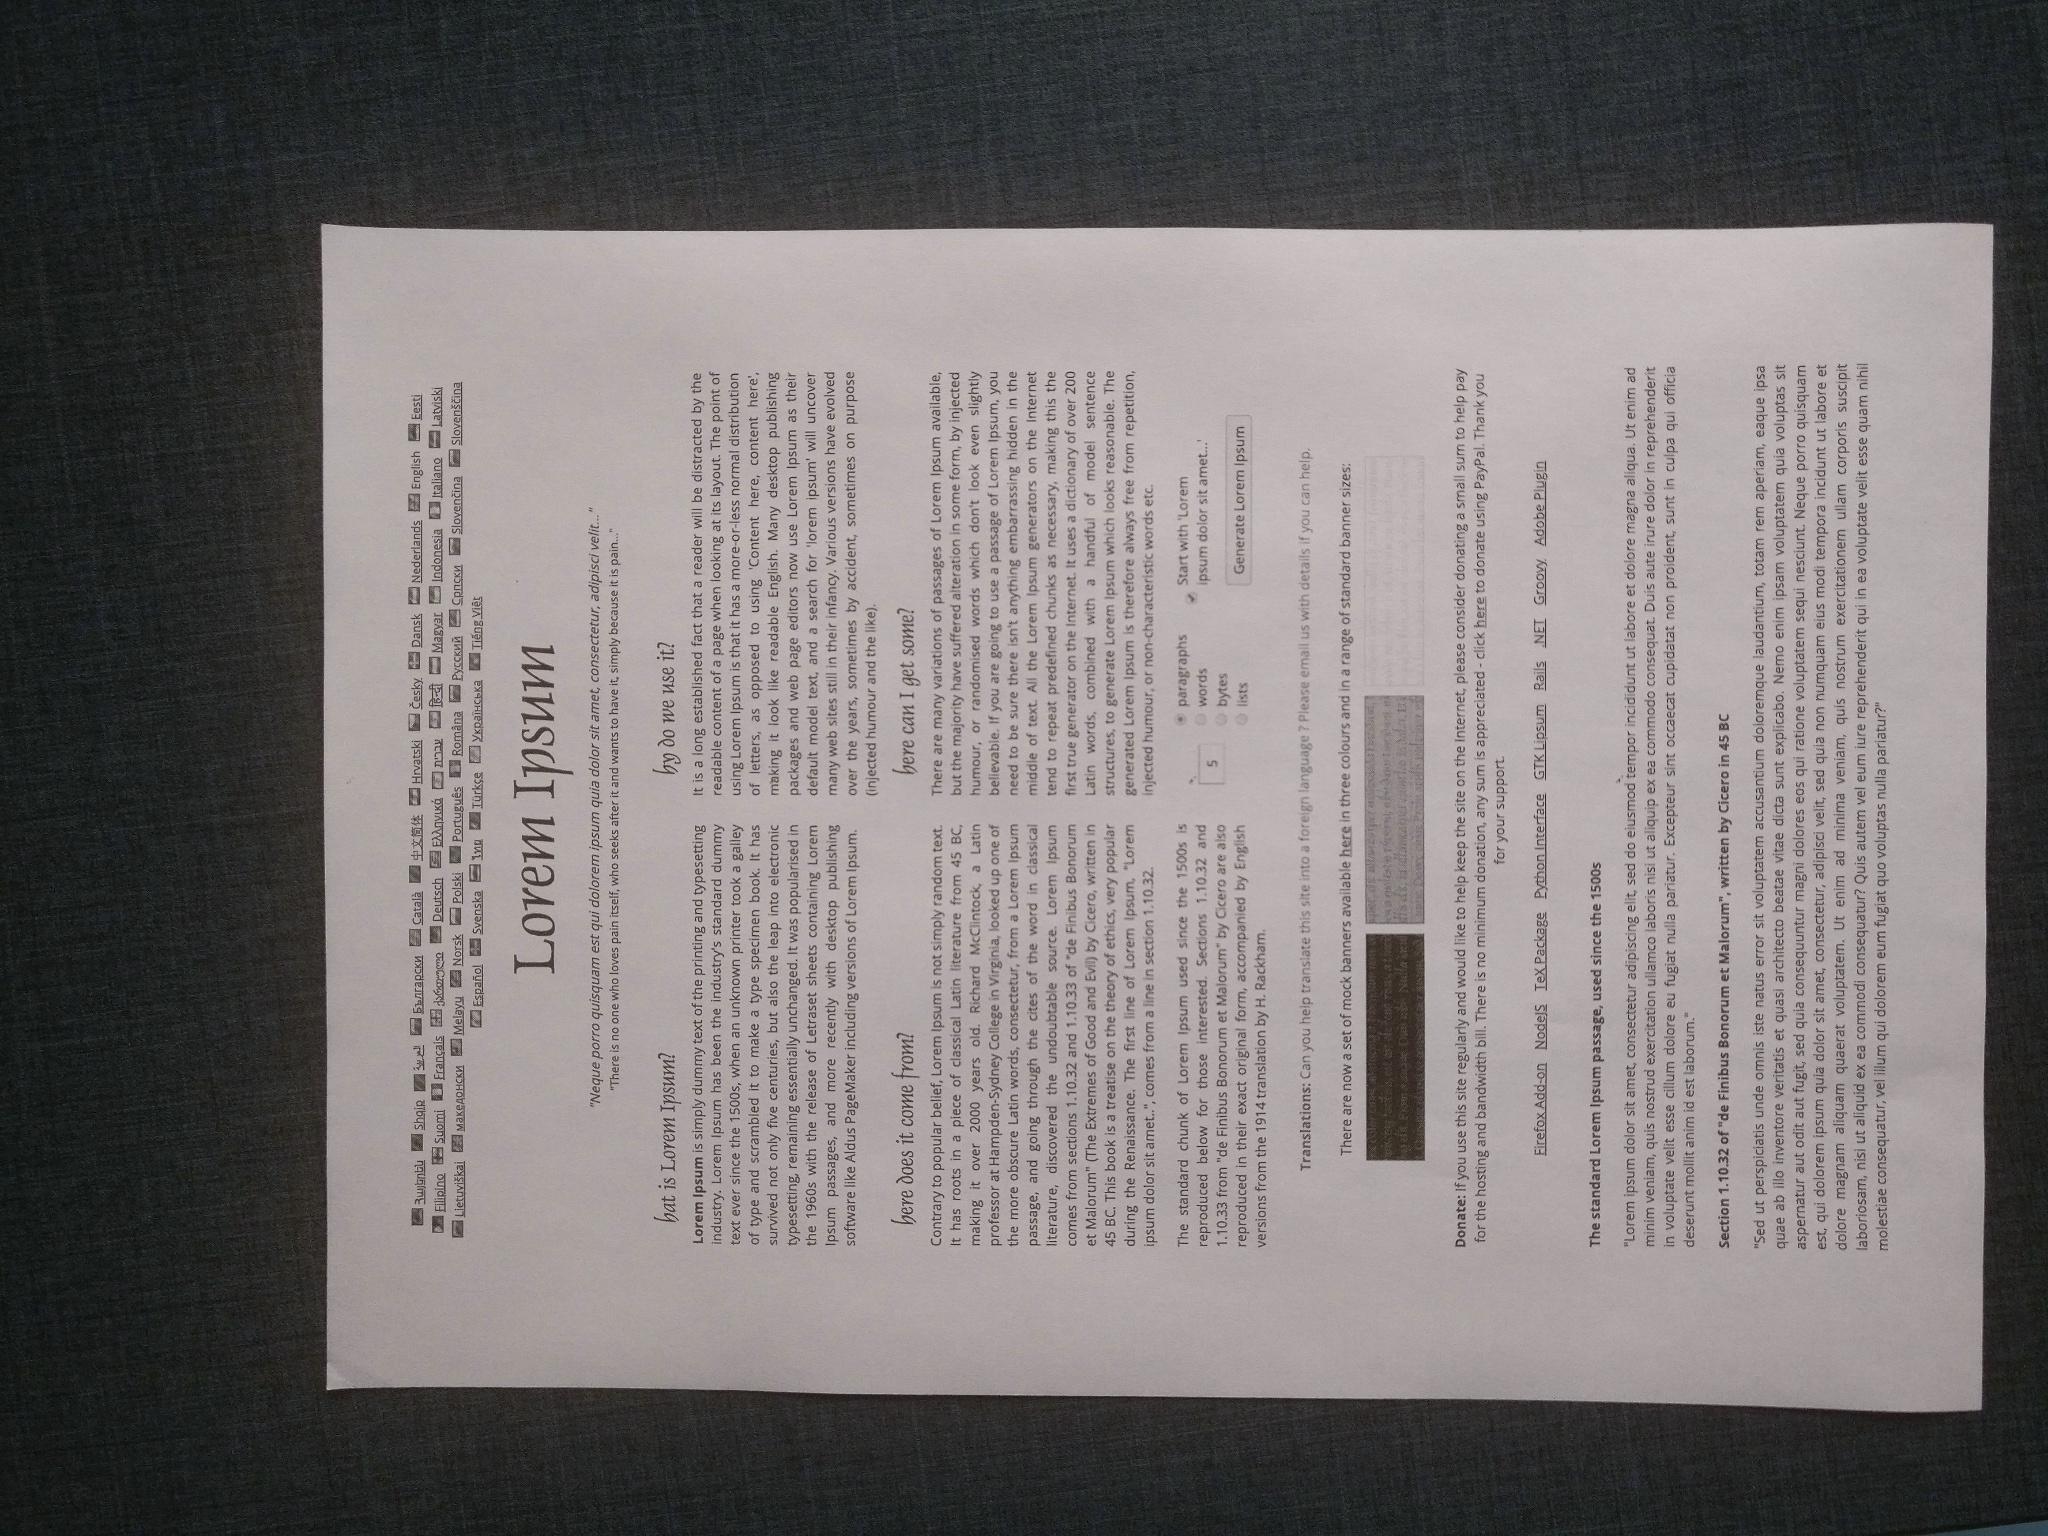 Հայերեն Shqip العربية Български Català 中文简体 Hrvatski Česky Dansk Nederlands English Eesti
Filipino Suomi Français ქართული Deutsch Ελληνικά עברית हिन्दी Magyar Indonesia Italiano Latviski
Lietuviškai македонски Melayu Norsk Polski Português Româna Pyccкий Српски Slovenčina Slovenščina
Español Svenska ไทย Türkçe Українська Tiếng Việt
Lorem Ipsum
"Neque porro quisquam est qui dolorem ipsum quia dolor sit amet, consectetur, adipisci velit..."
"There is no one who loves pain itself, who seeks after it and wants to have it, simply because it is pain..."
hat is Lorem Ipsum?
Lorem Ipsum is simply dummy text of the printing and typesetting
industry. Lorem Ipsum has been the industry's standard dummy
text ever since the 1500s, when an unknown printer took a galley
of type and scrambled it to make a type specimen book. It has
survived not only five centuries, but also the leap into electronic
typesetting, remaining essentially unchanged. It was popularised in
the 1960s with the release of Letraset sheets containing Lorem
Ipsum passages, and more recently with desktop publishing
software like Aldus PageMaker including versions of Lorem Ipsum.
hy do we use it?
It is a long established fact that a reader will be distracted by the
readable content of a page when looking at its layout. The point of
using Lorem Ipsum is that it has a more-or-less normal distribution
of letters, as opposed to using 'Content here, content here',
making it look like readable English. Many desktop publishing
packages and web page editors now use Lorem Ipsum as their
default model text, and a search for 'lorem ipsum' will uncover
many web sites still in their infancy. Various versions have evolved
over the years, sometimes by accident, sometimes on purpose
(injected humour and the like).
here does it come from?
Contrary to popular belief, Lorem Ipsum is not simply random text.
It has roots in a piece of classical Latin literature from 45 BC,
making it over 2000 years old. Richard McClintock, a Latin
professor at Hampden-Sydney College in Virginia, looked up one of
the more obscure Latin words, consectetur, from a Lorem Ipsum
passage, and going through the cites of the word in classical
literature, discovered the undoubtable source. Lorem Ipsum
comes from sections 1.10.32 and 1.10.33 of "de Finibus Bonorum
et Malorum" (The Extremes of Good and Evil) by Cicero, written in
45 BC. This book is a treatise on the theory of ethics, very popular
during the Renaissance. The first line of Lorem Ipsum, "Lorem
ipsum dolor sit amet..", comes from a line in section 1.10.32.
The standard chunk of Lorem Ipsum used since the 1500s is
reproduced below for those interested. Sections 1.10.32 and
1.10.33 from "de Finibus Bonorum et Malorum" by Cicero are also
reproduced in their exact original form, accompanied by English
versions from the 1914 translation by H. Rackham.
here can I get some?
There are many variations of passages of Lorem Ipsum available,
but the majority have suffered alteration in some form, by injected
humour, or randomised words which don't look even slightly
believable. If you are going to use a passage of Lorem Ipsum, you
need to be sure there isn't anything embarrassing hidden in the
middle of text. All the Lorem Ipsum generators on the Internet
tend to repeat predefined chunks as necessary, making this the
first true generator on the Internet. It uses a dictionary of over 200
Latin words, combined with a handful of model sentence
structures, to generate Lorem Ipsum which looks reasonable. The
generated Lorem Ipsum is therefore always free from repetition,
injected humour, or non-characteristic words etc.
5
paragraphs
words
bytes
lists
Start with 'Lorem
ipsum dolor sit amet...'
Generate Lorem Ipsum
Translations: Can you help translate this site into a foreign language ? Please email us with details if you can help.
There are now a set of mock banners available here in three colours and in a range of standard banner sizes:
Donate: If you use this site regularly and would like to help keep the site on the Internet, please consider donating a small sum to help pay
for the hosting and bandwidth bill. There is no minimum donation, any sum is appreciated - click here to donate using PayPal. Thank you
for your support.
Firefox Add-on NodeJS TeX Package Python Interface GTK Lipsum Rails .NET Groovy Adobe Plugin
The standard Lorem Ipsum passage, used since the 1500s
"Lorem ipsum dolor sit amet, consectetur adipiscing elit, sed do eiusmod tempor incididunt ut labore et dolore magna aliqua. Ut enim ad
minim veniam, quis nostrud exercitation ullamco laboris nisi ut aliquip ex ea commodo consequat. Duis aute irure dolor in reprehenderit
in voluptate velit esse cillum dolore eu fugiat nulla pariatur. Excepteur sint occaecat cupidatat non proident, sunt in culpa qui officia
deserunt mollit anim id est laborum."
Section 1.10.32 of "de Finibus Bonorum et Malorum", written by Cicero in 45 BC
"Sed ut perspiciatis unde omnis iste natus error sit voluptatem accusantium doloremque laudantium, totam rem aperiam, eaque ipsa
quae ab illo inventore veritatis et quasi architecto beatae vitae dicta sunt explicabo. Nemo enim ipsam voluptatem quia voluptas sit
aspernatur aut odit aut fugit, sed quia consequuntur magni dolores eos qui ratione voluptatem sequi nesciunt. Neque porro quisquam
est, qui dolorem ipsum quia dolor sit amet, consectetur, adipisci velit, sed quia non numquam eius modi tempora incidunt ut labore et
dolore magnam aliquam quaerat voluptatem. Ut enim ad minima veniam, quis nostrum exercitationem ullam corporis suscipit
laboriosam, nisi ut aliquid ex ea commodi consequatur? Quis autem vel eum iure reprehenderit qui in ea voluptate velit esse quam nihil
molestiae consequatur, vel illum qui dolorem eum fugiat quo voluptas nulla pariatur?"